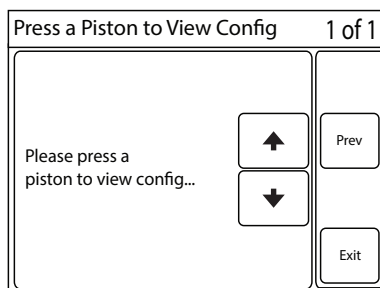 Press a Piston to View Config 1 of 1
Please press a
piston to view config...
Prev
Exit